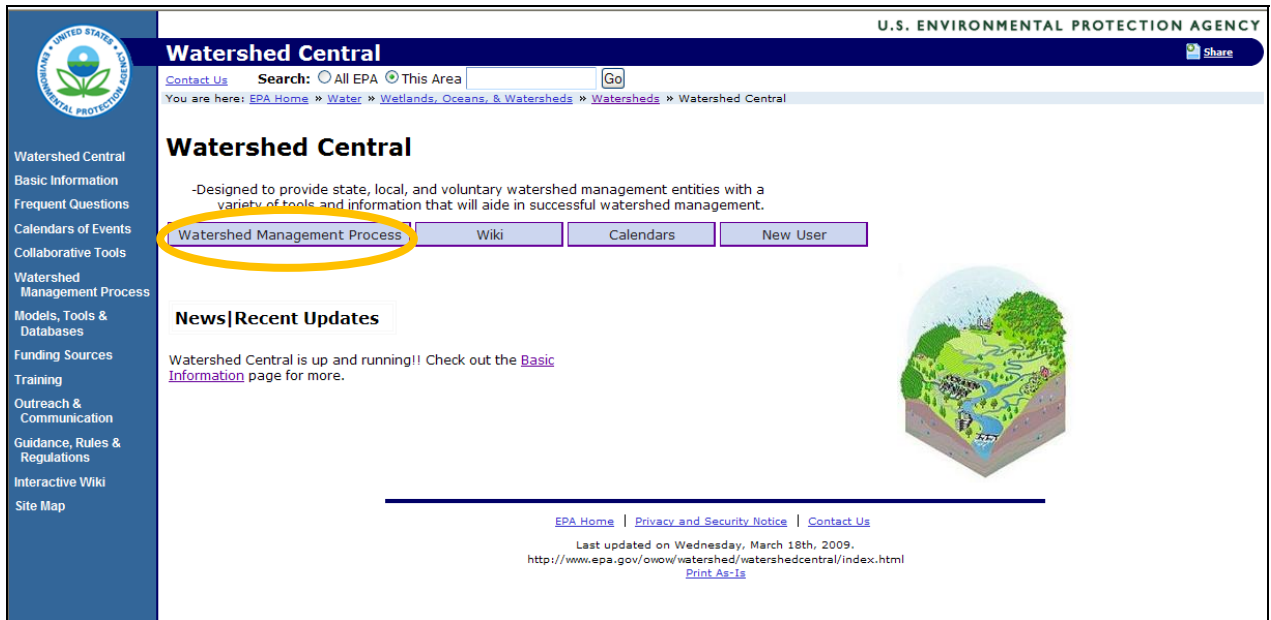 U.S. ENVIRONMENTAL PROTECTION AGENCY
UNITED STATES
ENVIRONMENTAL PROTECTION AGENCY
Watershed Central
Share
Contact Us Search: All EPA This Area Go
You are here: EPA Home » Water » Wetlands, Oceans, & Watersheds » Watersheds » Watershed Central
Watershed Central
Basic Information
Frequent Questions
Calendars of Events
Collaborative Tools
Watershed
Management Process
Models, Tools &
Databases
Funding Sources
Training
Outreach &
Communication
Guidance, Rules &
Regulations
Interactive Wiki
Site Map
Watershed Central
-Designed to provide state, local, and voluntary watershed management entities with a
variety of tools and information that will aide in successful watershed management.
Watershed Management Process Wiki Calendars New User
News|Recent Updates
Watershed Central is up and running!! Check out the Basic
Information page for more.
EPA Home | Privacy and Security Notice | Contact Us
Last updated on Wednesday, March 18th, 2009.
http://www.epa.gov/owow/watershed/watershedcentral/index.html
Print As-Is